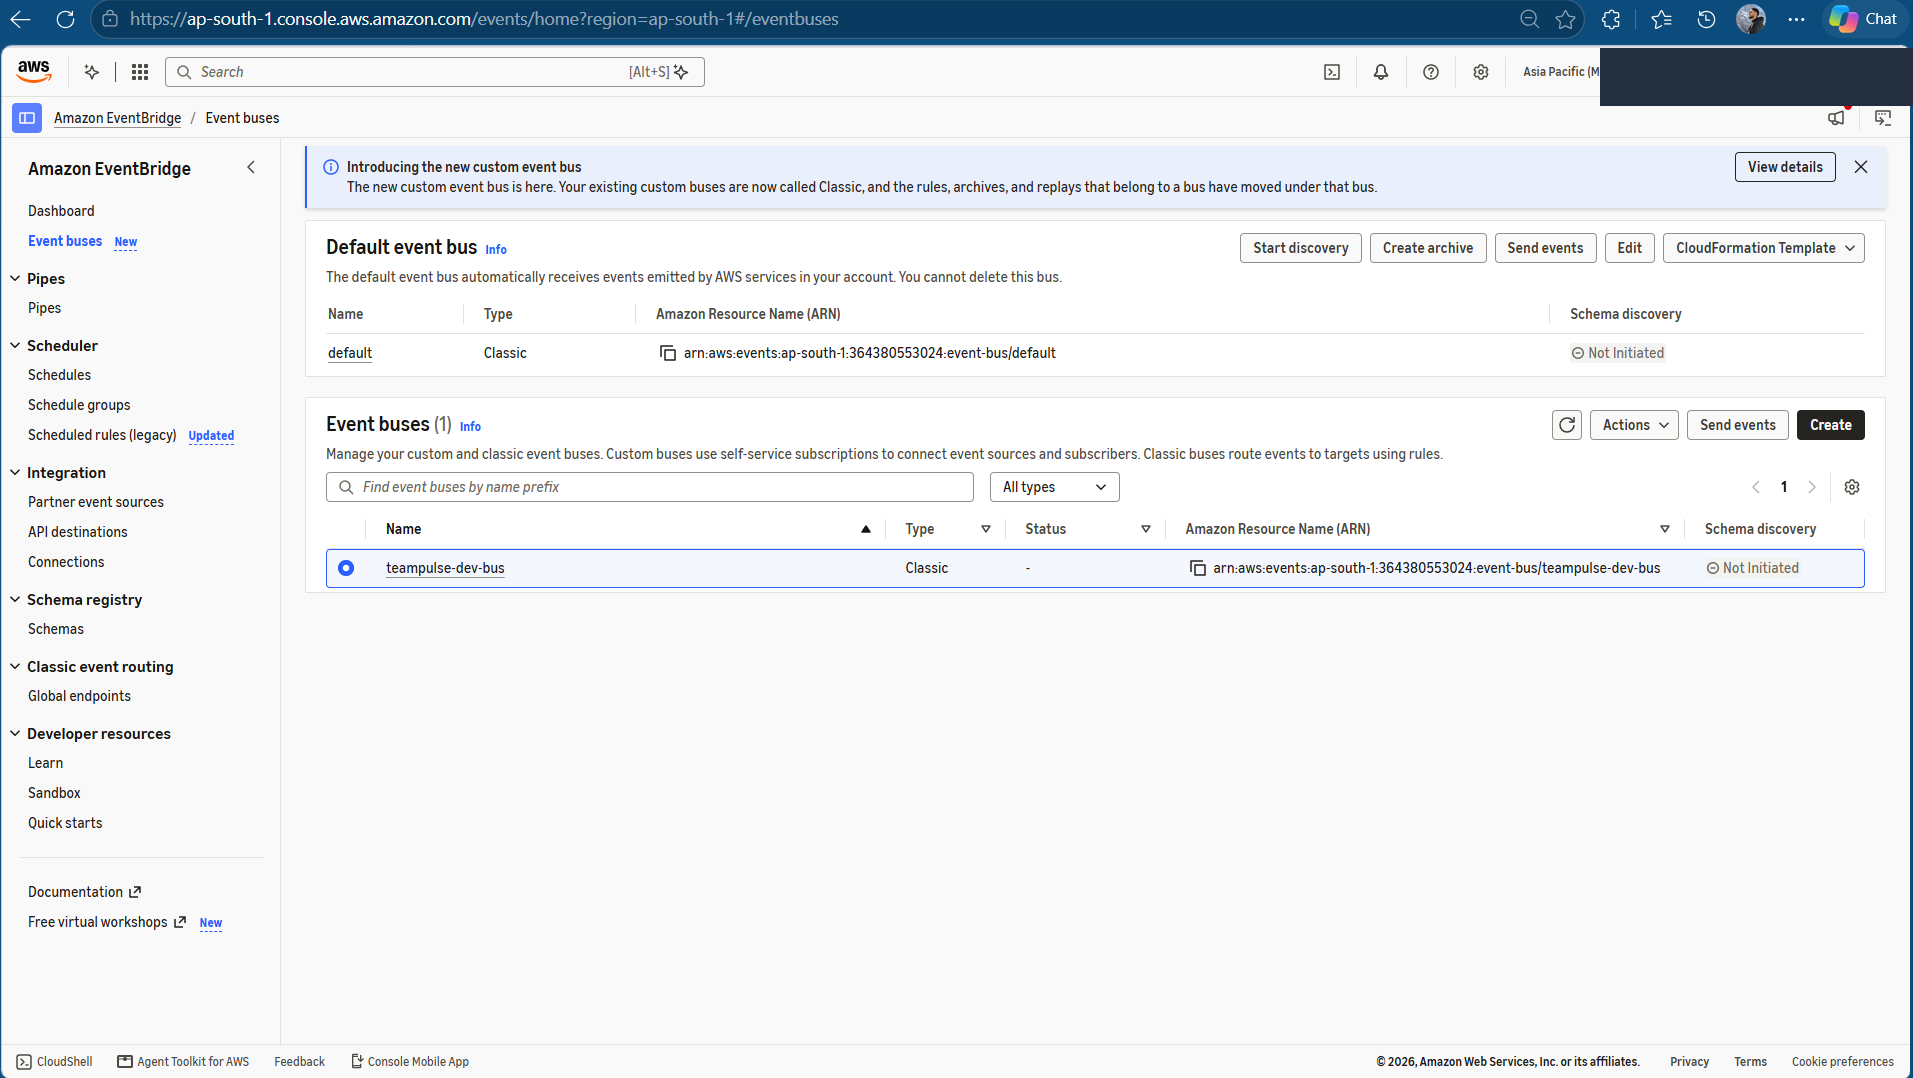 https://ap-south-1.console.aws.amazon.com/events/home?region=ap-south-1#/eventbuses
Chat
aws
Search
[Alt+S]
Asia Pacific (M
Amazon EventBridge / Event buses
Amazon EventBridge
Dashboard
Event buses New
Pipes
Pipes
Scheduler
Schedules
Schedule groups
Scheduled rules (legacy) Updated
Integration
Partner event sources
API destinations
Connections
Schema registry
Schemas
Classic event routing
Global endpoints
Developer resources
Learn
Sandbox
Quick starts
Documentation
Free virtual workshops New
Introducing the new custom event bus
The new custom event bus is here. Your existing custom buses are now called Classic, and the rules, archives, and replays that belong to a bus have moved under that bus.
View details
Default event bus Info
Start discovery Create archive Send events Edit CloudFormation Template
The default event bus automatically receives events emitted by AWS services in your account. You cannot delete this bus.
Name Type Amazon Resource Name (ARN) Schema discovery
default Classic arn:aws:events:ap-south-1:364380553024:event-bus/default Not Initiated
Event buses (1) Info
Actions Send events Create
Manage your custom and classic event buses. Custom buses use self-service subscriptions to connect event sources and subscribers. Classic buses route events to targets using rules.
Find event buses by name prefix All types 1
Name Type Status Amazon Resource Name (ARN) Schema discovery
teampulse-dev-bus Classic - arn:aws:events:ap-south-1:364380553024:event-bus/teampulse-dev-bus Not Initiated
CloudShell Agent Toolkit for AWS Feedback Console Mobile App
© 2026, Amazon Web Services, Inc. or its affiliates. Privacy Terms Cookie preferences